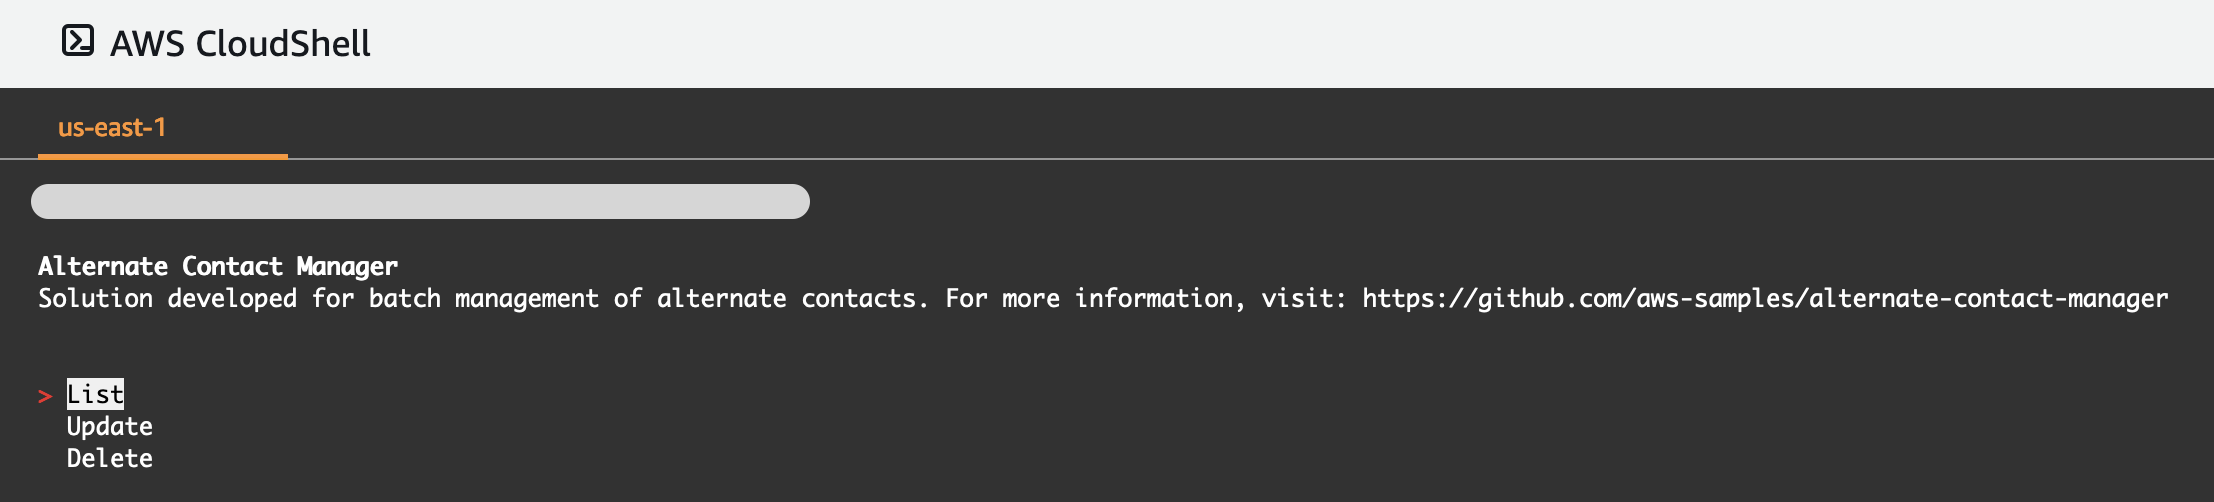 AWS CloudShell
us-east-1
Alternate Contact Manager
Solution developed for batch management of alternate contacts. For more information, visit: https://github.com/aws-samples/alternate-contact-manager
> List
Update
Delete